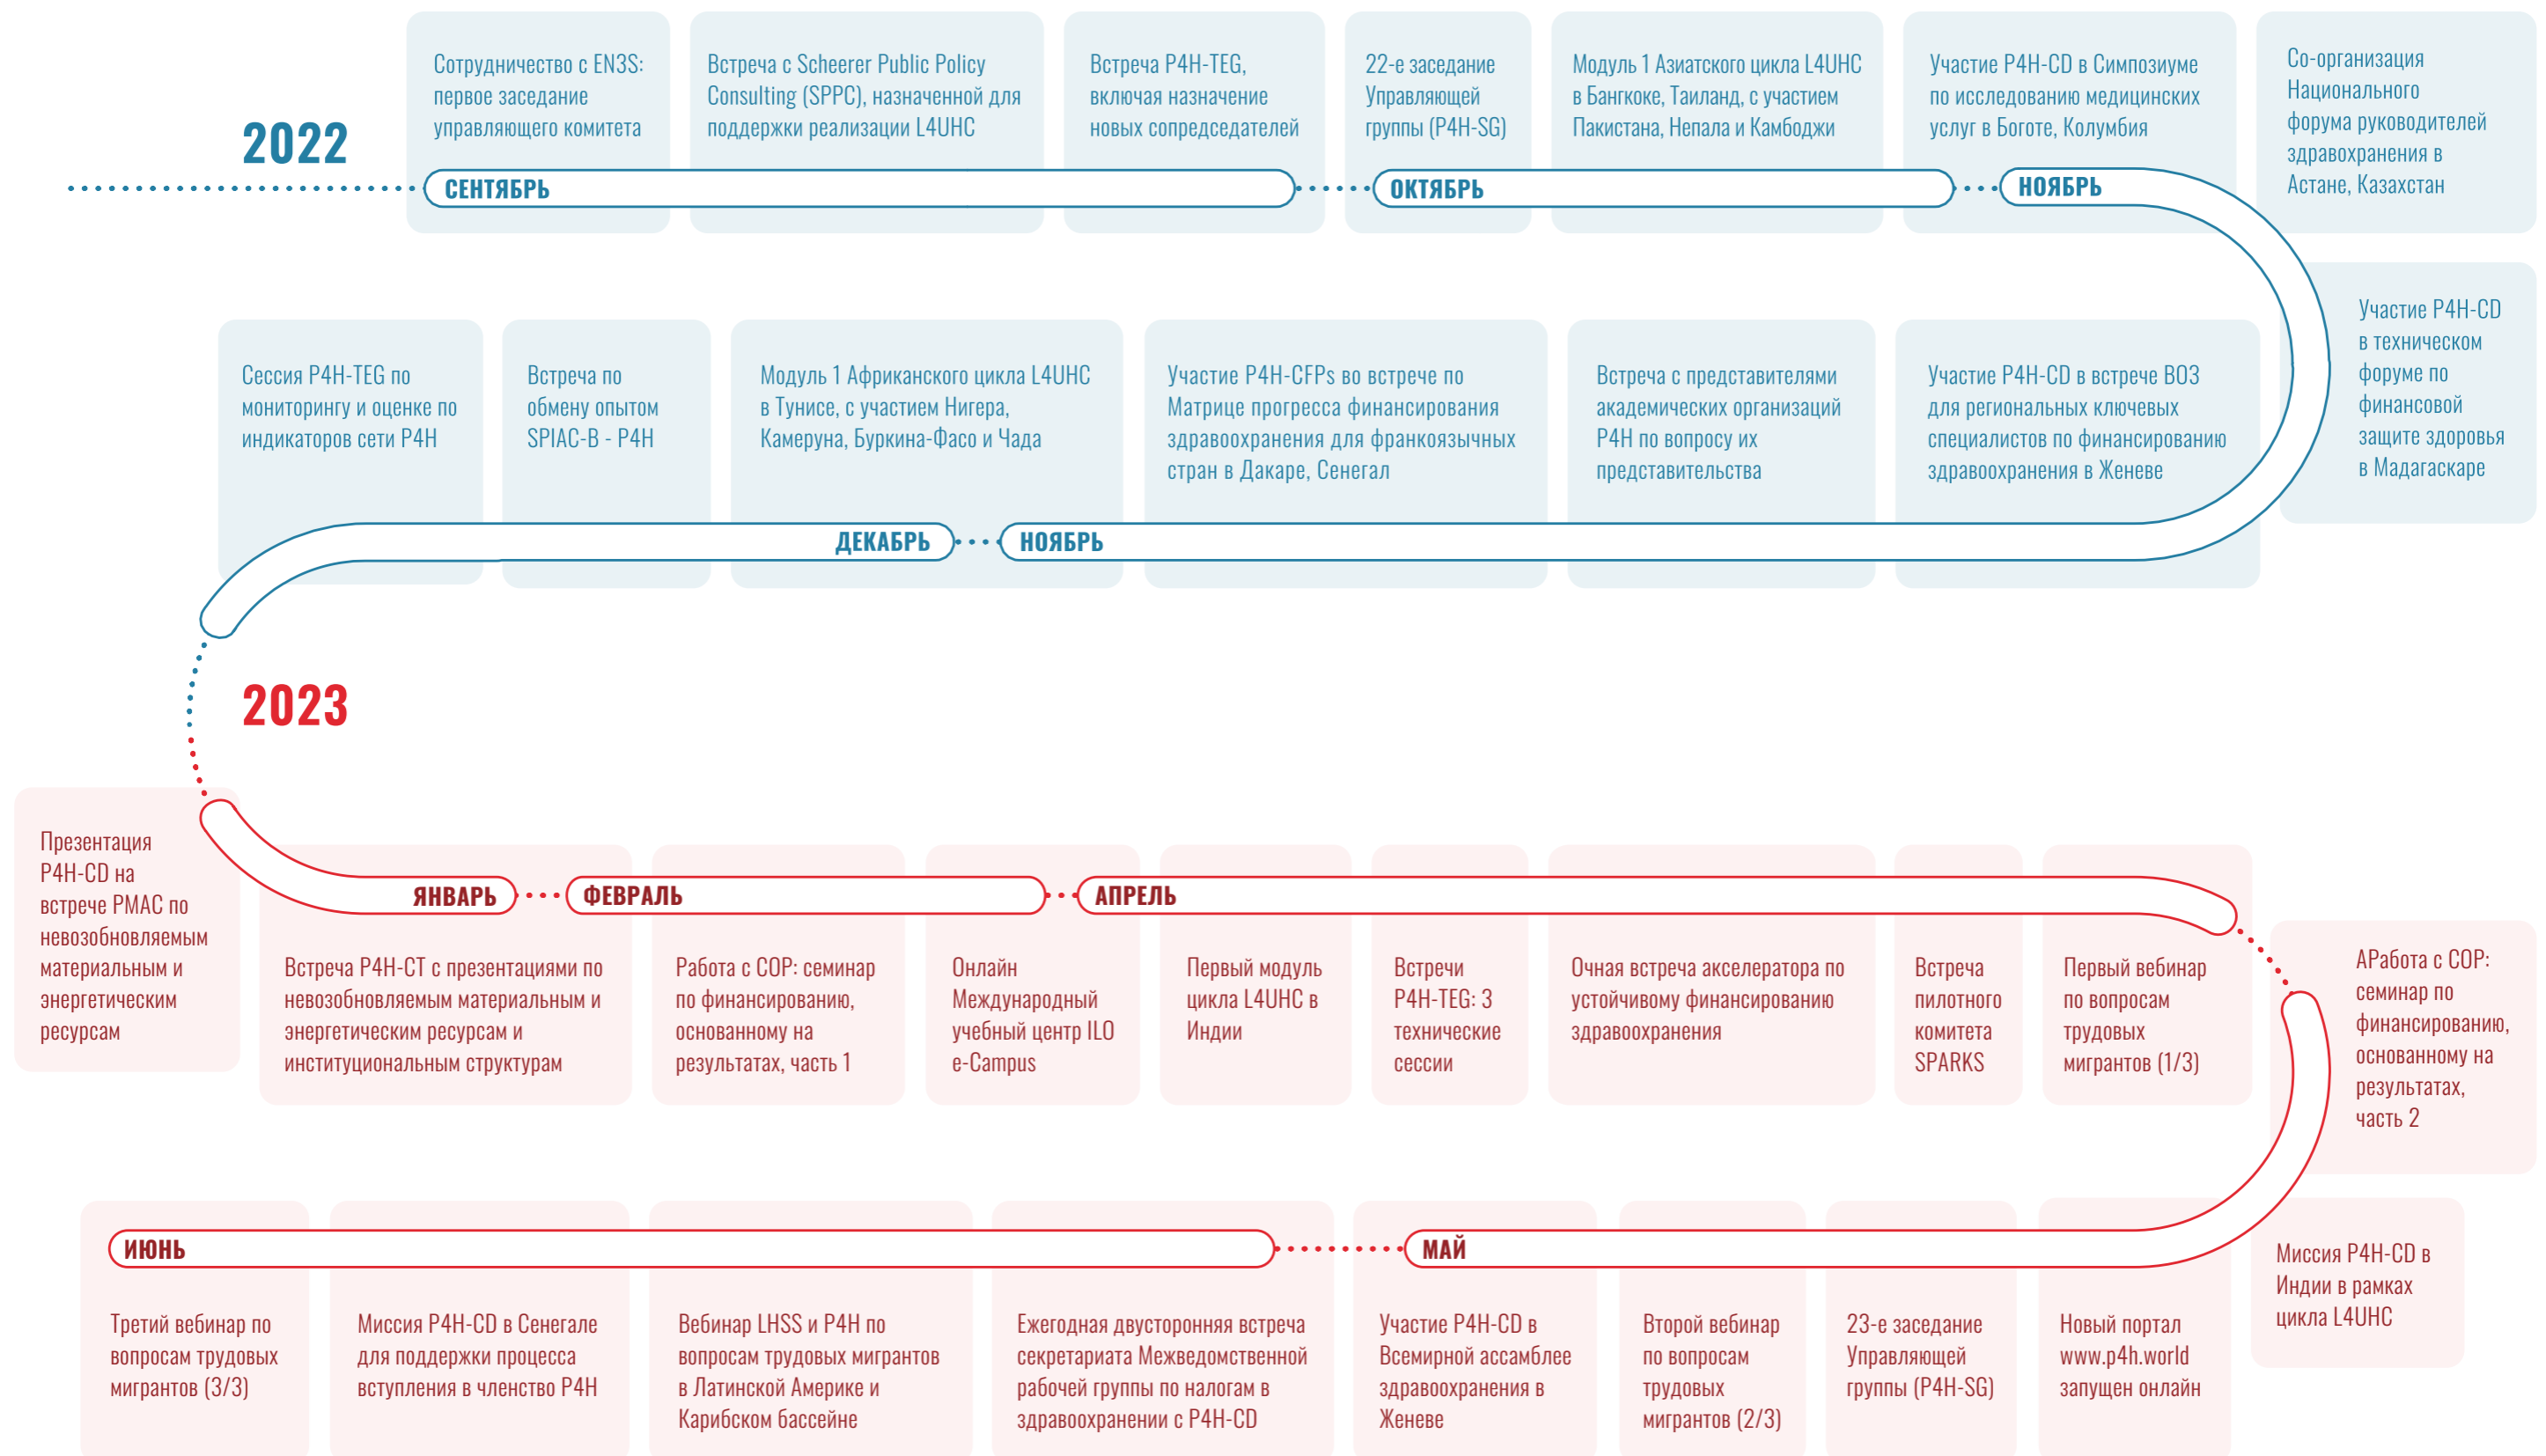 2022
Сотрудничество с EN3S:
первое заседание
управляющего комитета
Встреча с Scheerer Public Policy
Consulting (SPPC), назначенной для
поддержки реализации L4UHC
Встреча P4H-TEG,
включая назначение
новых сопредседателей
СЕНТЯБРЬ
22-е заседание
Управляющей
группы (P4H-SG)
Модуль 1 Азиатского цикла L4UHC
в Бангкоке, Таиланд, с участием
Пакистана, Непала и Камбоджи
ОКТЯБРЬ
Участие P4H-CD в Симпозиуме
по исследованию медицинских
услуг в Боготе, Колумбия
НОЯБРЬ
Со-организация
Национального
форума руководителей
здравохранения в
Астане, Казахстан
Участие P4H-CD
в техническом
форуме по
финансовой
защите здоровья
в Мадагаскаре
Участие P4H-CD в встрече ВОЗ
для региональных ключевых
специалистов по финансированию
здравоохранения в Женеве
Встреча с представителями
академических организаций
P4H по вопросу их
представительства
Участие P4H-CFPs во встрече по
Матрице прогресса финансирования
здравоохранения для франкоязычных
стран в Дакаре, Сенегал
НОЯБРЬ
ДЕКАБРЬ
Модуль 1 Африканского цикла L4UHC
в Тунисе, с участием Нигера,
Камеруна, Буркина-Фасо и Чада
Встреча по
обмену опытом
SPIAC-B - P4H
Сессия P4H-TEG по
мониторингу и оценке по
индикаторов сети P4H
2023
Презентация
P4H-CD на
встрече PMAC по
невозобновляемым
материальным и
энергетическим
ресурсам
ЯНВАРЬ
Встреча P4H-CT с презентациями по
невозобновляемым материальным и
энергетическим ресурсам и
институциональным структурам
ФЕВРАЛЬ
Работа с COP: семинар
по финансированию,
основанному на
результатах, часть 1
Онлайн
Международный
учебный центр ILO
e-Campus
АПРЕЛЬ
Первый модуль
цикла L4UHC в
Индии
Встречи
P4H-TEG: 3
технические
сессии
Очная встреча акселератора по
устойчивому финансированию
здравоохранения
Встреча
пилотного
комитета
SPARKS
Первый вебинар
по вопросам
трудовых
мигрантов (1/3)
АРабота с COP:
семинар по
финансированию,
основанному на
результатах,
часть 2
Миссия P4H-CD в
Индии в рамках
цикла L4UHC
МАЙ
Новый портал
www.p4h.world
запущен онлайн
23-е заседание
Управляющей
группы (P4H-SG)
Второй вебинар
по вопросам
трудовых
мигрантов (2/3)
Участие P4H-CD в
Всемирной ассамблее
здравоохранения в
Женеве
ИЮНЬ
Ежегодная двусторонняя встреча
секретариата Межведомственной
рабочей группы по налогам в
здравоохранении с P4H-CD
Вебинар LHSS и P4H по
вопросам трудовых мигрантов
в Латинской Америке и
Карибском бассейне
Миссия P4H-CD в Сенегале
для поддержки процесса
вступления в членство P4H
Третий вебинар по
вопросам трудовых
мигрантов (3/3)